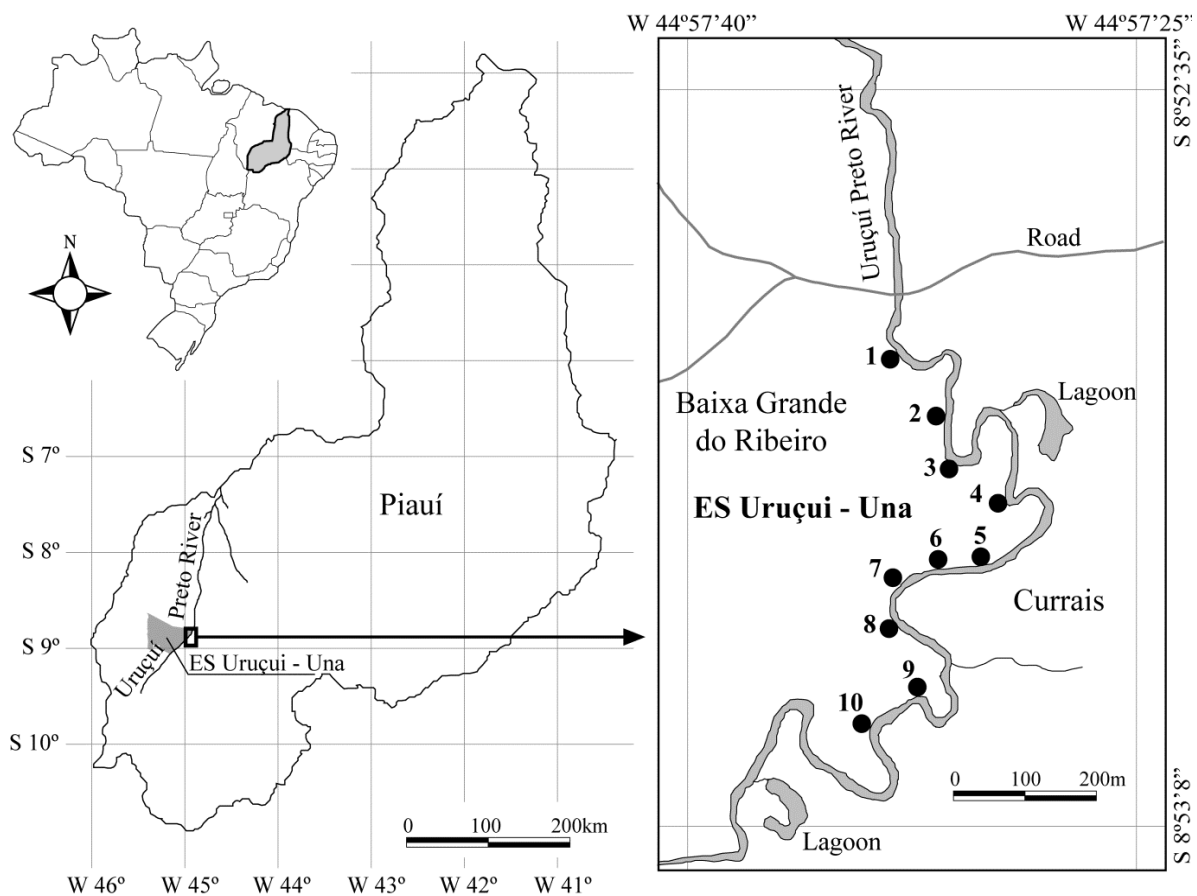 W 44º57’40”
W 44º57’25”
S 8º52’35”
N
Uruçuí Preto River
Road
1
Baixa Grande
do Ribeiro
2
Lagoon
3
4
S 7º
Piauí
ES Uruçui - Una
S 8º
Preto River
6
5
7
Currais
8
S 9º
ES Uruçui - Una
Uruçuí
9
10
S 10º
0 100 200m
0 100 200km
Lagoon
S 8º53’8”
W 46º W 45º W 44º W 43º W 42º W 41º